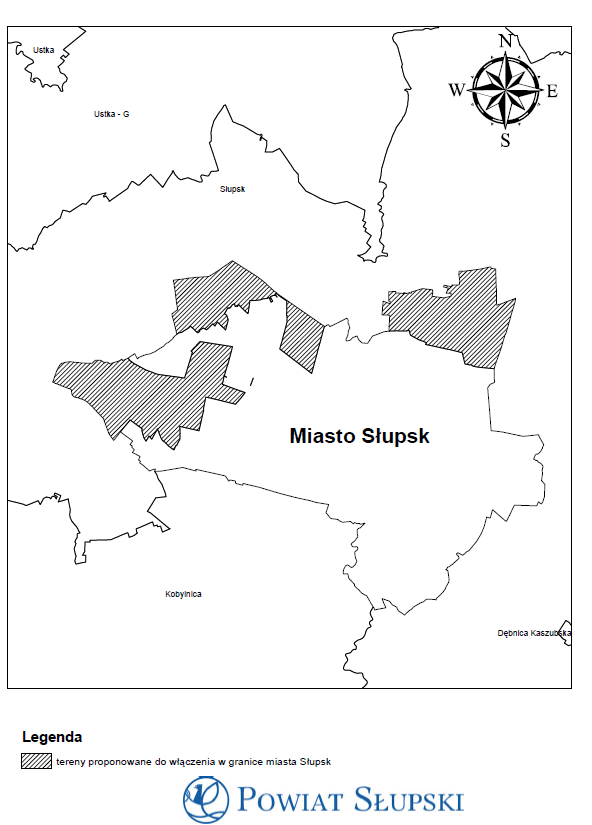 Ustka
N
W
E
S
Ustka - G
Słupsk
Miasto Słupsk
Kobylnica
Dębnica Kaszubska
Legenda
tereny proponowane do włączenia w granice miasta Słupsk
POWIAT SŁUPSKI